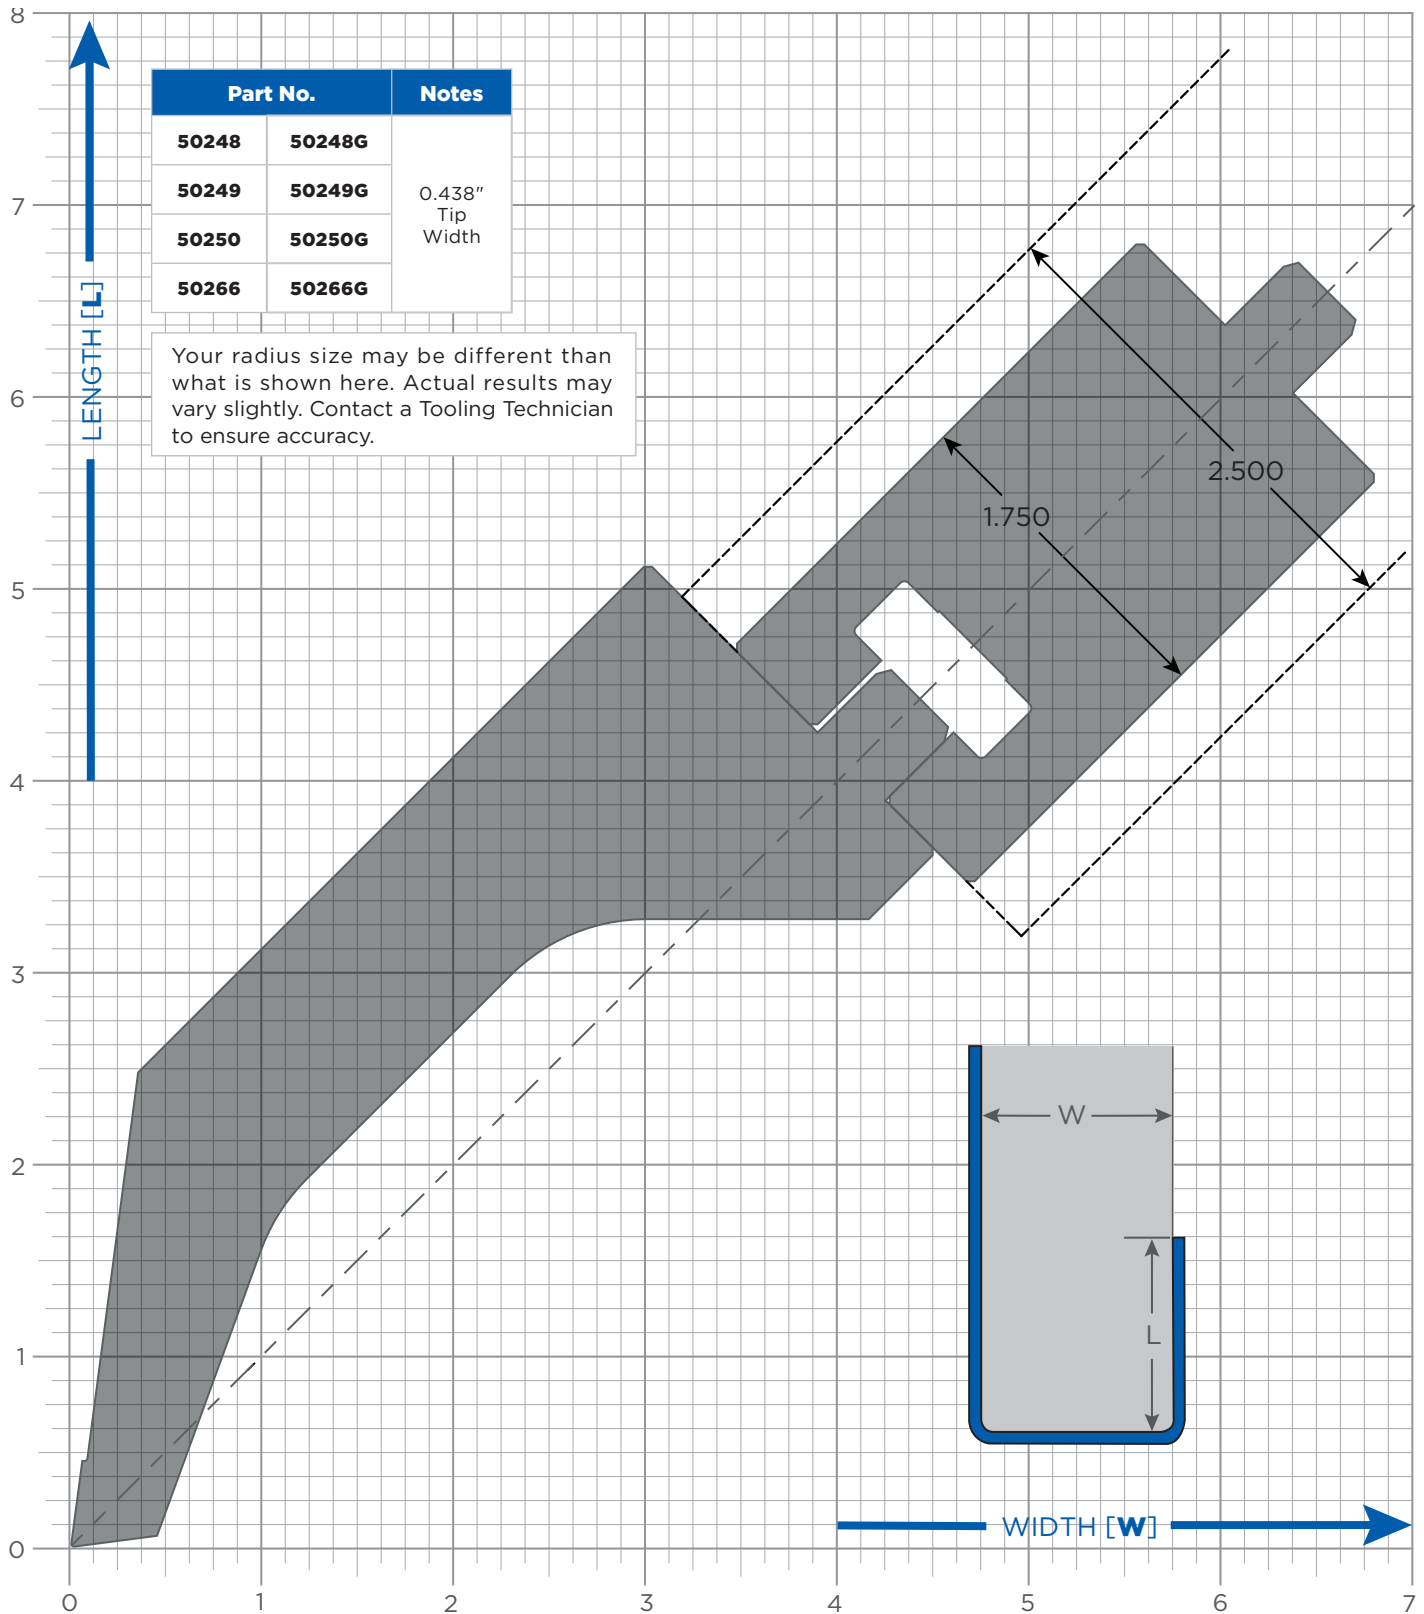 8
7
6
5
4
3
2
1
0
LENGTH [L]
Part No. Notes
50248 50248G
50249 50249G
50250 50250G
50266 50266G
0.438"
Tip
Width
Your radius size may be different than
what is shown here. Actual results may
vary slightly. Contact a Tooling Technician
to ensure accuracy.
2.500
1.750
W
L
WIDTH [W]
0 1 2 3 4 5 6 7